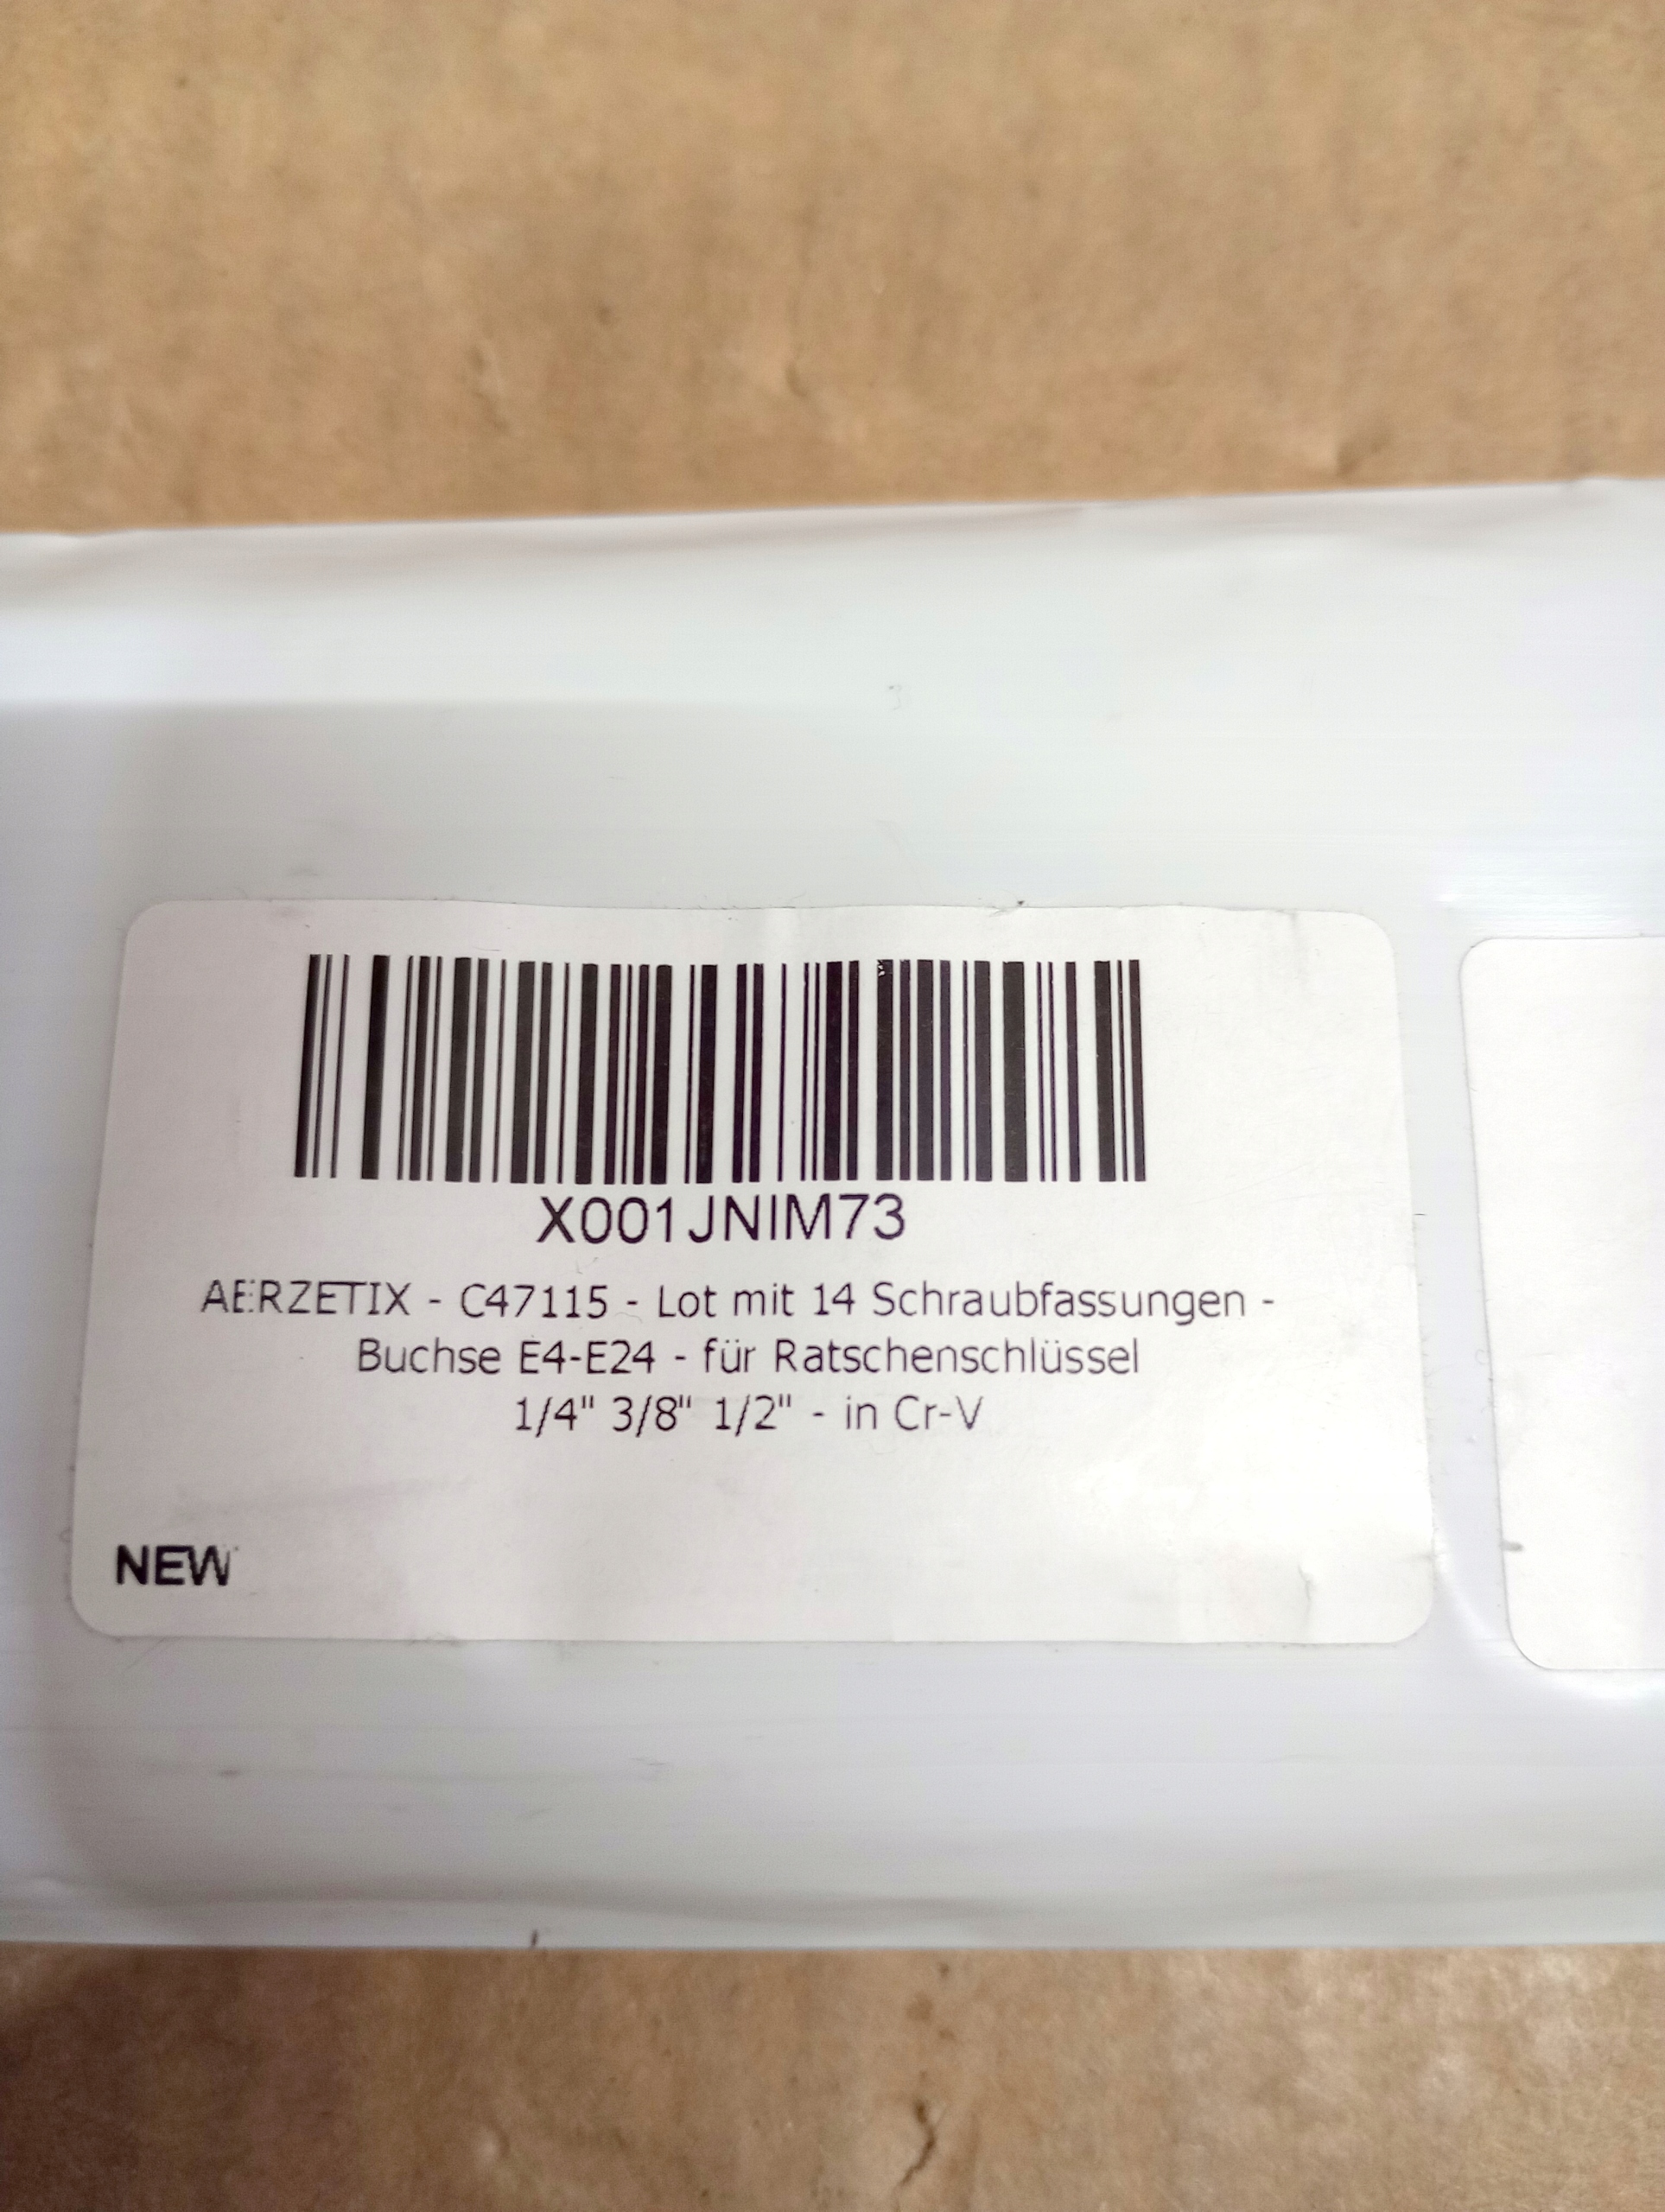 X001JNIM73
AERZETIX - C47115 - Lot mit 14 Schraubfassungen -
Buchse E4-E24 - für Ratschenschlüssel
1/4" 3/8" 1/2" - in Cr-V
NEW